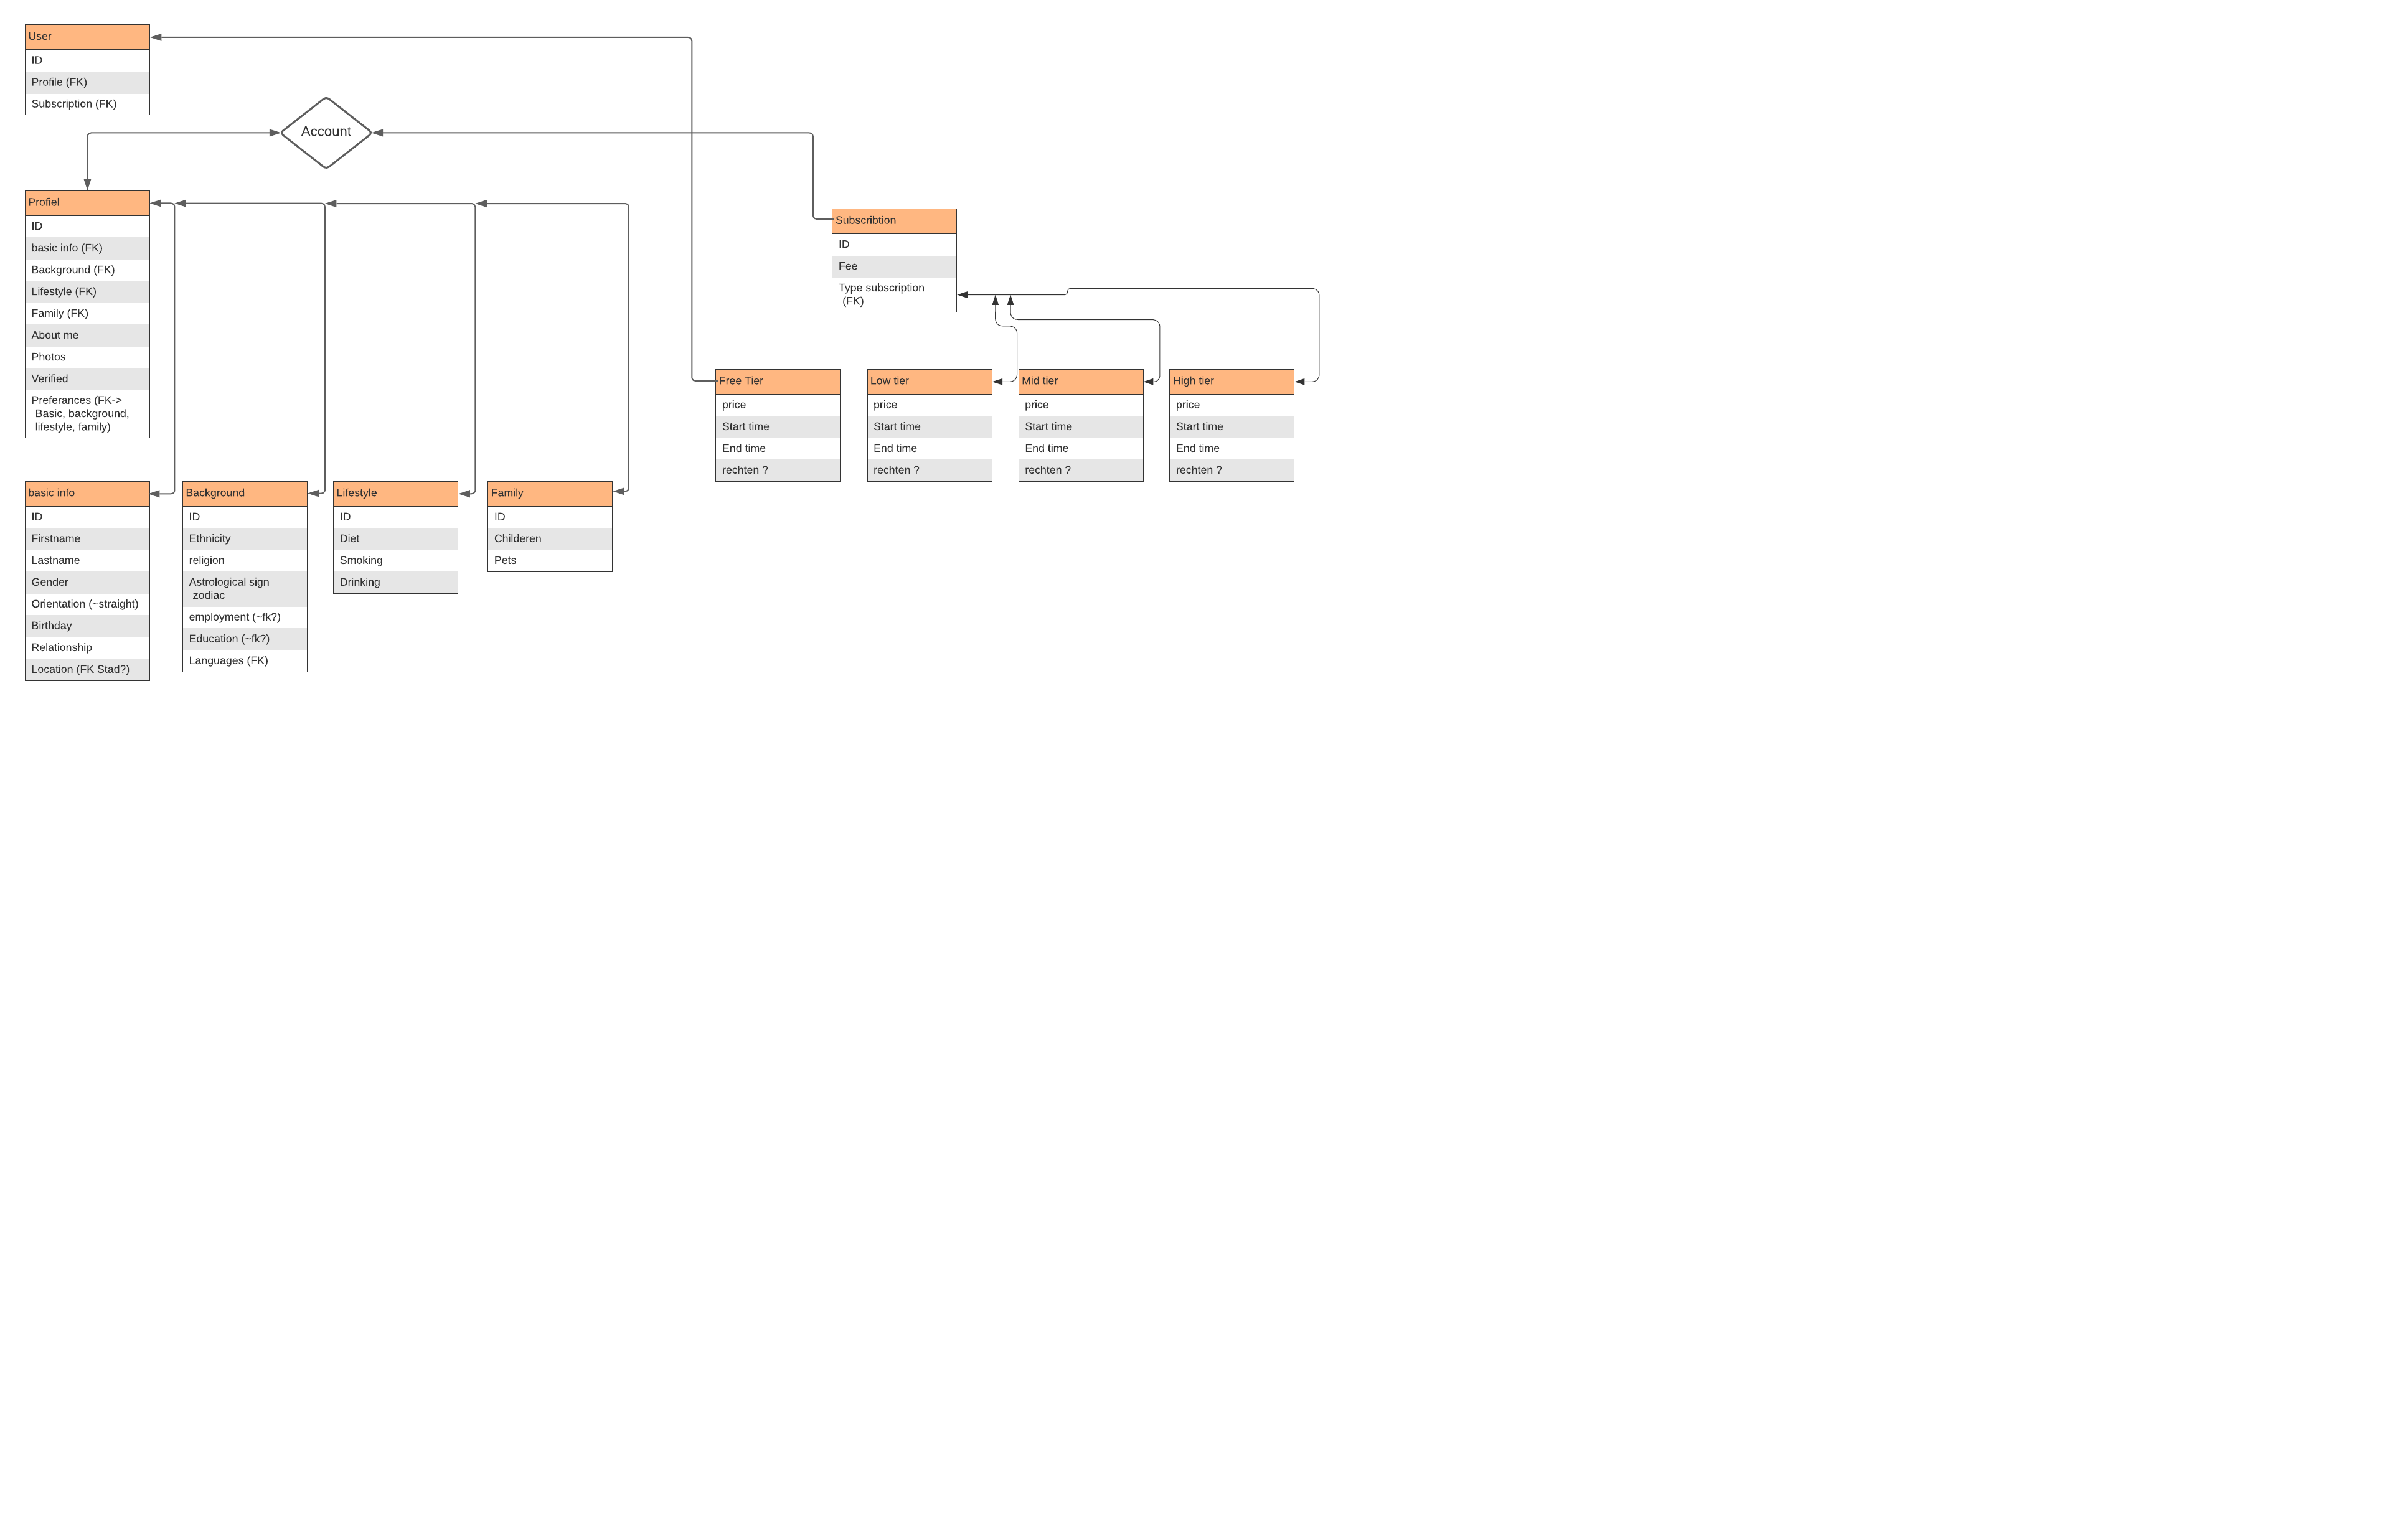 User
ID
Profile (FK)
Subscription (FK)
Account
Profiel
ID
basic info (FK)
Background (FK)
Lifestyle (FK)
Family (FK)
About me
Photos
Verified
Preferances (FK->
Basic, background,
lifestyle, family)
Subscribtion
ID
Fee
Type subscription
(FK)
Free Tier
price
Start time
End time
rechten ?
Low tier
price
Start time
End time
rechten ?
Mid tier
price
Start time
End time
rechten ?
High tier
price
Start time
End time
rechten ?
basic info
ID
Firstname
Lastname
Gender
Orientation (~straight)
Birthday
Relationship
Location (FK Stad?)
Background
ID
Ethnicity
religion
Astrological sign
zodiac
employment (~fk?)
Education (~fk?)
Languages (FK)
Lifestyle
ID
Diet
Smoking
Drinking
Family
ID
Childeren
Pets